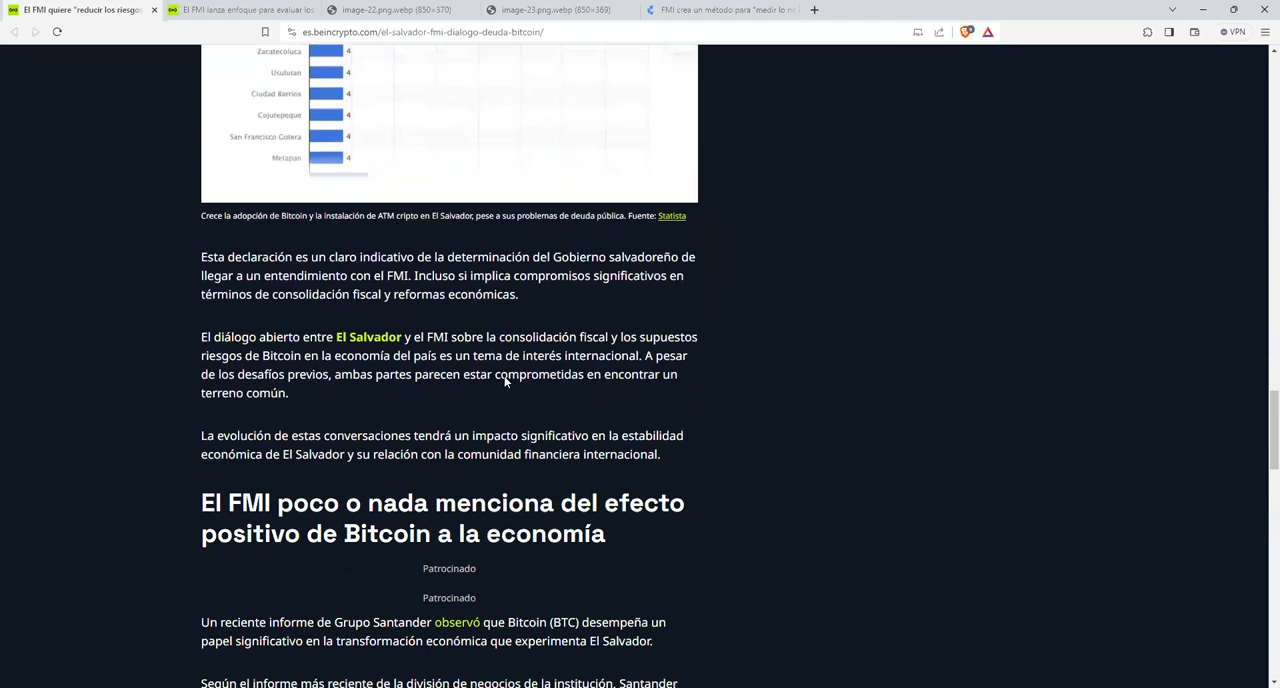 El FMI quiere "reducir los riesgos
El FMI lanza enfoque para evaluar los
image-22.png.webp (850×370)
image-23.png.webp (850×369)
FMI crea un método para "medir lo ne
es.beincrypto.com/el-salvador-fmi-dialogo-deuda-bitcoin/
VPN
Zacatecoluca 4
Usulutan 4
Ciudad Barrios 4
Cojutepeque 4
San Francisco Gotera 4
Metapan 4
Crece la adopción de Bitcoin y la instalación de ATM cripto en El Salvador, pese a sus problemas de deuda pública. Fuente: Statista
Esta declaración es un claro indicativo de la determinación del Gobierno salvadoreño de
llegar a un entendimiento con el FMI. Incluso si implica compromisos significativos en
términos de consolidación fiscal y reformas económicas.
El diálogo abierto entre El Salvador y el FMI sobre la consolidación fiscal y los supuestos
riesgos de Bitcoin en la economía del país es un tema de interés internacional. A pesar
de los desafíos previos, ambas partes parecen estar comprometidas en encontrar un
terreno común.
La evolución de estas conversaciones tendrá un impacto significativo en la estabilidad
económica de El Salvador y su relación con la comunidad financiera internacional.
El FMI poco o nada menciona del efecto
positivo de Bitcoin a la economía
Patrocinado
Patrocinado
Un reciente informe de Grupo Santander observó que Bitcoin (BTC) desempeña un
papel significativo en la transformación económica que experimenta El Salvador.
Según el informe más reciente de la división de negocios de la institución, Santander